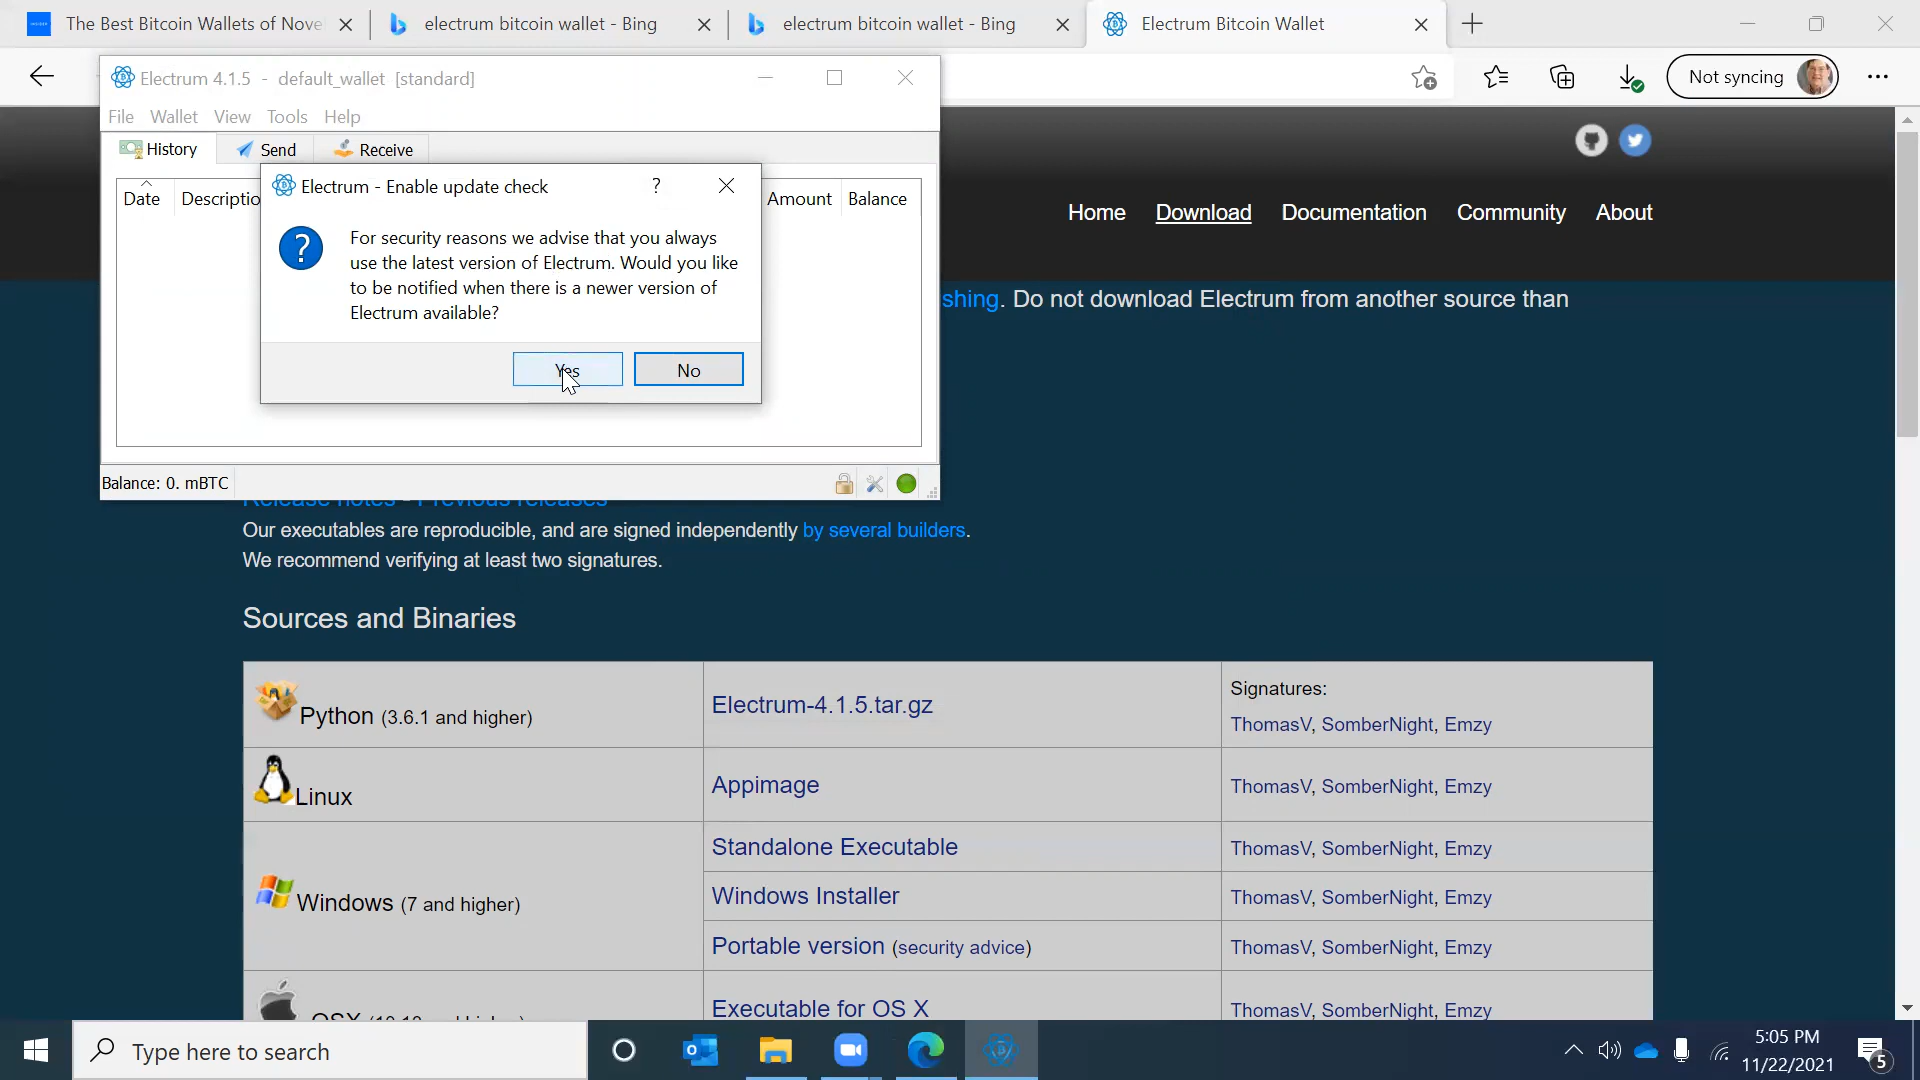 The Best Bitcoin Wallets of Nove
electrum bitcoin wallet - Bing
electrum bitcoin wallet - Bing
Electrum Bitcoin Wallet
Not syncing
Electrum 4.1.5 - default_wallet [standard]
File Wallet View Tools Help
History Send Receive
Date Descriptio Amount Balance
Electrum - Enable update check
?
For security reasons we advise that you always
use the latest version of Electrum. Would you like
to be notified when there is a newer version of
Electrum available?
Yes No
Balance: 0. mBTC
Home Download Documentation Community About
shing. Do not download Electrum from another source than
Release notes - Previous releases
Our executables are reproducible, and are signed independently by several builders.
We recommend verifying at least two signatures.
Sources and Binaries
Python (3.6.1 and higher)
Electrum-4.1.5.tar.gz
Signatures:
ThomasV, SomberNight, Emzy
Linux
Appimage
ThomasV, SomberNight, Emzy
Windows (7 and higher)
Standalone Executable
ThomasV, SomberNight, Emzy
Windows Installer
ThomasV, SomberNight, Emzy
Portable version (security advice)
ThomasV, SomberNight, Emzy
Executable for OS X
ThomasV, SomberNight, Emzy
Type here to search
5:05 PM
11/22/2021
5